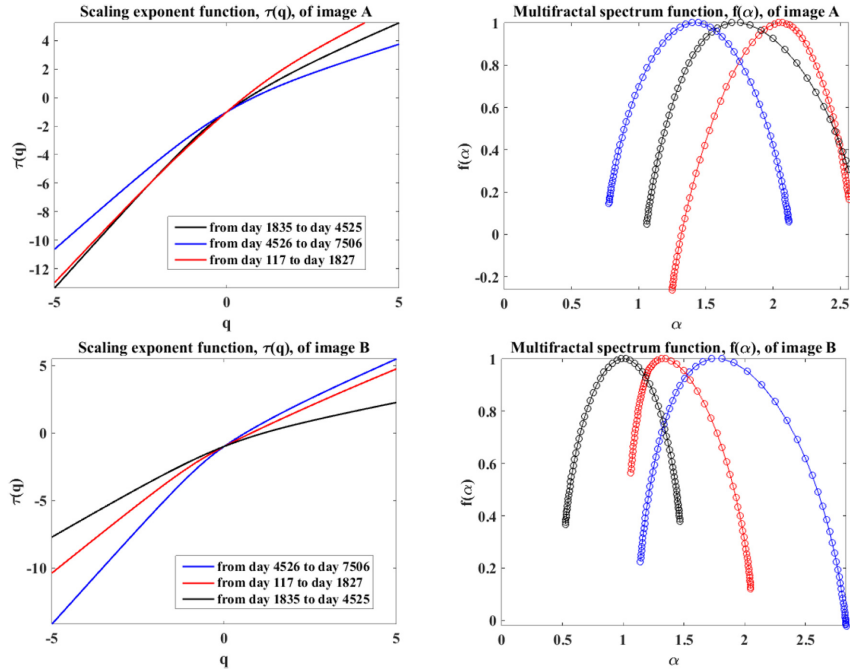 Scaling exponent function, τ(q), of image A
4
2
0
-2
-4
-6
-8
-10
-12
τ(q)
from day 1835 to day 4525
from day 4526 to day 7506
from day 117 to day 1827
-5
0
5
q
Multifractal spectrum function, f(α), of image A
1
0.8
0.6
0.4
0.2
0
-0.2
f(α)
0
0.5
1
1.5
2
2.5
α
Scaling exponent function, τ(q), of image B
5
0
-5
-10
τ(q)
from day 4526 to day 7506
from day 117 to day 1827
from day 1835 to day 4525
-5
0
5
q
Multifractal spectrum function, f(α), of image B
1
0.8
0.6
0.4
0.2
0
f(α)
0
0.5
1
1.5
2
2.5
α